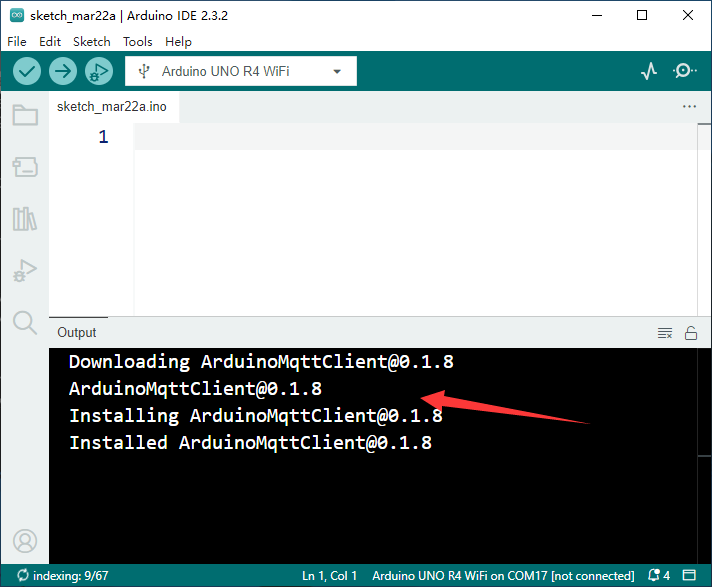 sketch_mar22a | Arduino IDE 2.3.2
File Edit Sketch Tools Help
Arduino UNO R4 WiFi
sketch_mar22a.ino
1
Output
Downloading ArduinoMqttClient@0.1.8
ArduinoMqttClient@0.1.8
Installing ArduinoMqttClient@0.1.8
Installed ArduinoMqttClient@0.1.8
indexing: 9/67 Ln 1, Col 1 Arduino UNO R4 WiFi on COM17 [not connected] 4